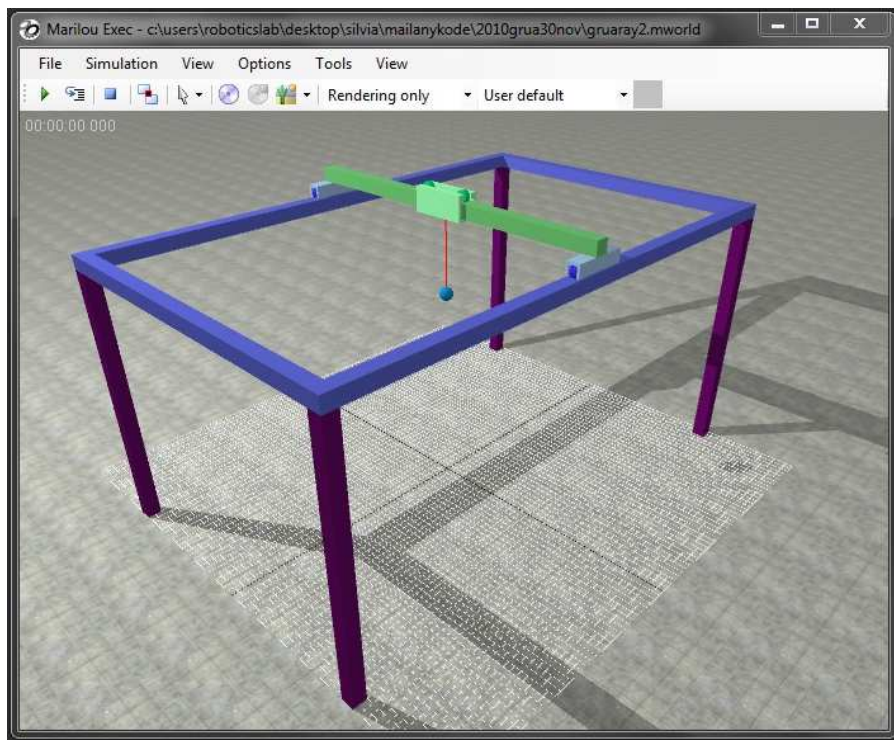 Marilou Exec - c:\users\roboticslab\desktop\silvia\mailanykode\2010grua30nov\gruaray2.mworld
File Simulation View Options Tools View
Rendering only User default
00:00:00 000